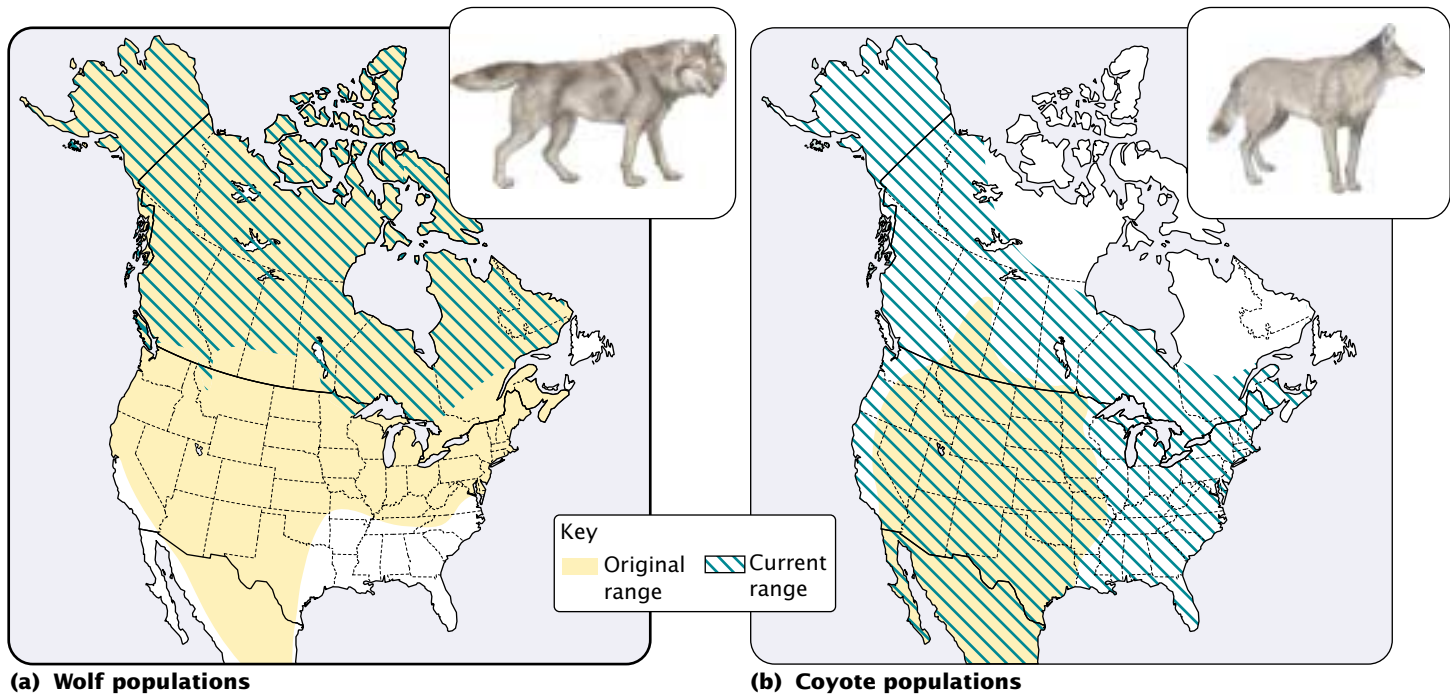 Key
Original range
Current range
(a) Wolf populations
(b) Coyote populations